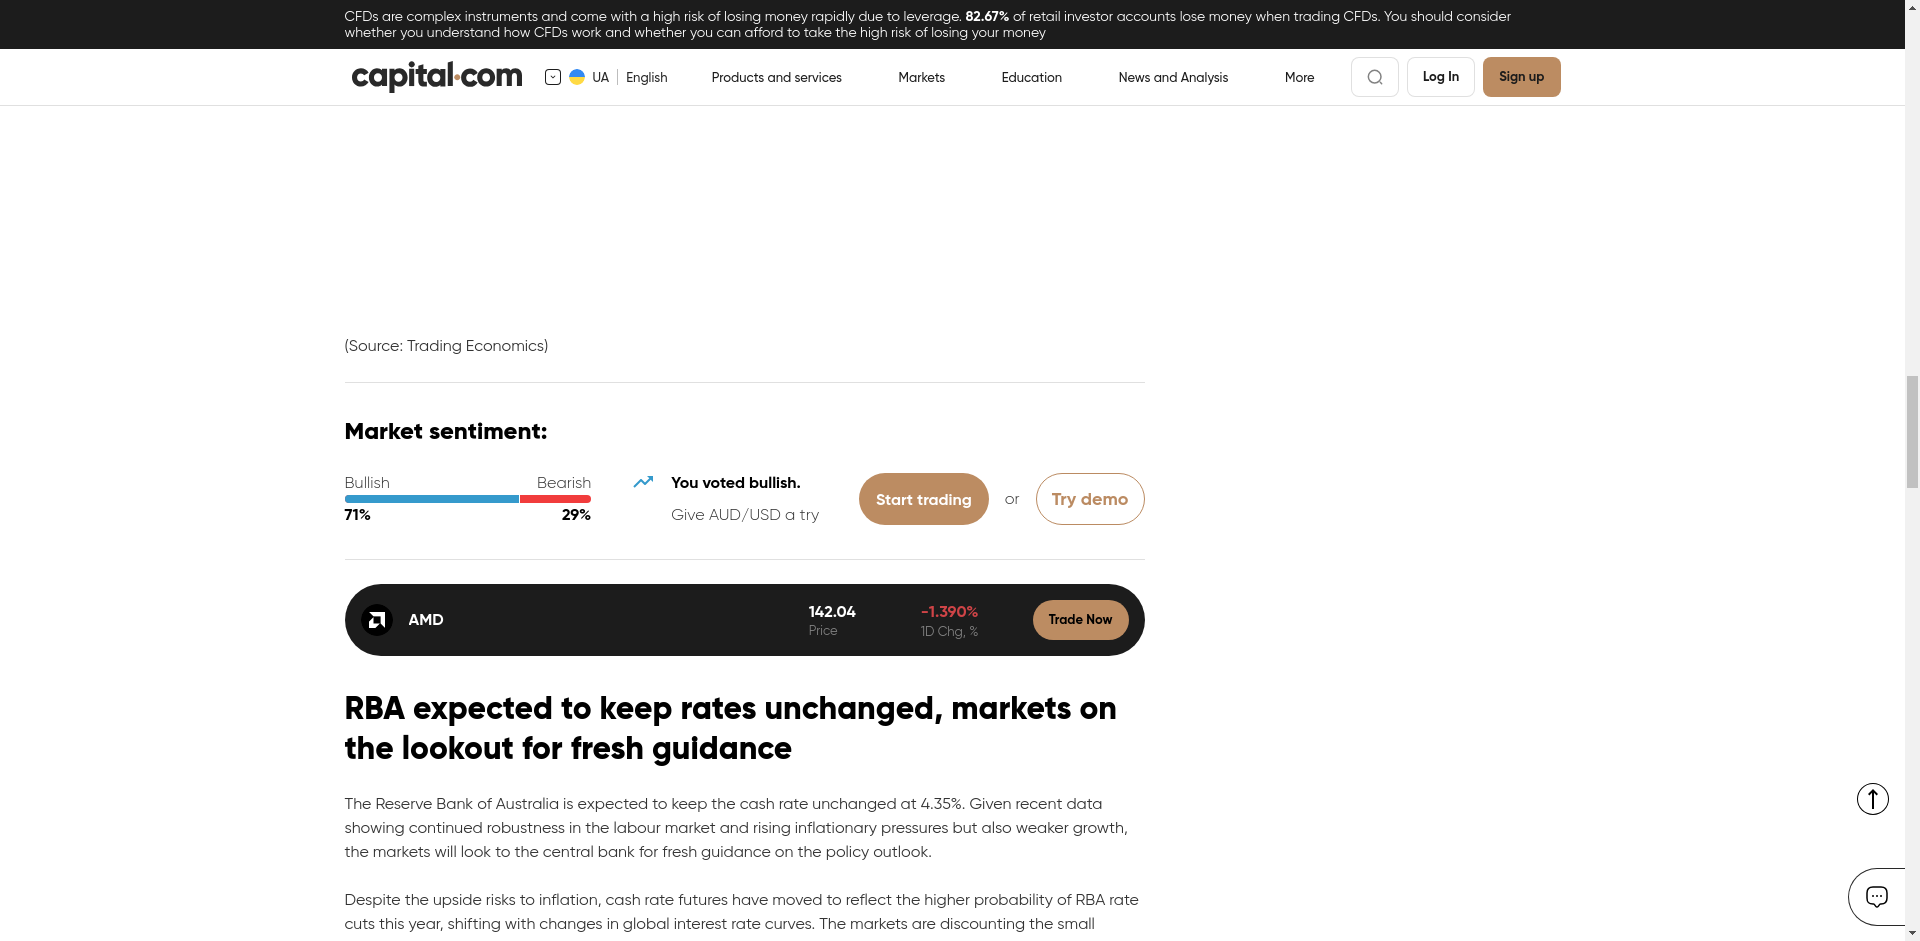 CFDs are complex instruments and come with a high risk of losing money rapidly due to leverage. 82.67% of retail investor accounts lose money when trading CFDs. You should consider
whether you understand how CFDs work and whether you can afford to take the high risk of losing your money
capital.com
UA English
Products and services
Markets
Education
News and Analysis
More
Log In
Sign up
(Source: Trading Economics)
Market sentiment:
Bullish
Bearish
71%
29%
You voted bullish.
Give AUD/USD a try
Start trading
or
Try demo
AMD
142.04
Price
-1.390%
1D Chg, %
Trade Now
RBA expected to keep rates unchanged, markets on
the lookout for fresh guidance
The Reserve Bank of Australia is expected to keep the cash rate unchanged at 4.35%. Given recent data
showing continued robustness in the labour market and rising inflationary pressures but also weaker growth,
the markets will look to the central bank for fresh guidance on the policy outlook.
Despite the upside risks to inflation, cash rate futures have moved to reflect the higher probability of RBA rate
cuts this year, shifting with changes in global interest rate curves. The markets are discounting the small